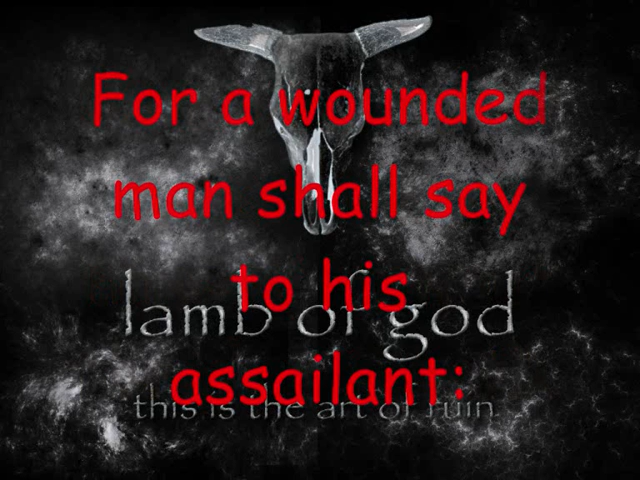 For a wounded
man shall say
to his
lamb of god
assailant:
this is the art of ruin